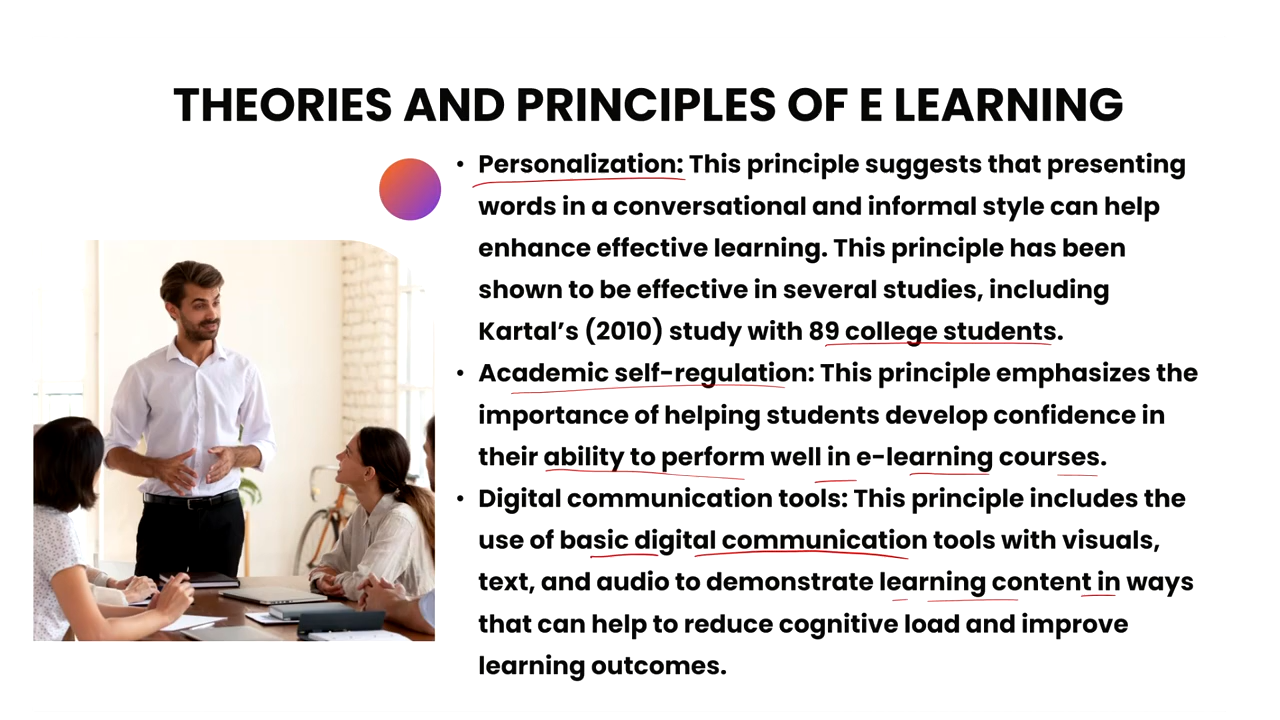 THEORIES AND PRINCIPLES OF E LEARNING
• Personalization: This principle suggests that presenting
words in a conversational and informal style can help
enhance effective learning. This principle has been
shown to be effective in several studies, including
Kartal's (2010) study with 89 college students.
• Academic self-regulation: This principle emphasizes the
importance of helping students develop confidence in
their ability to perform well in e-learning courses.
• Digital communication tools: This principle includes the
use of basic digital communication tools with visuals,
text, and audio to demonstrate learning content in ways
that can help to reduce cognitive load and improve
learning outcomes.